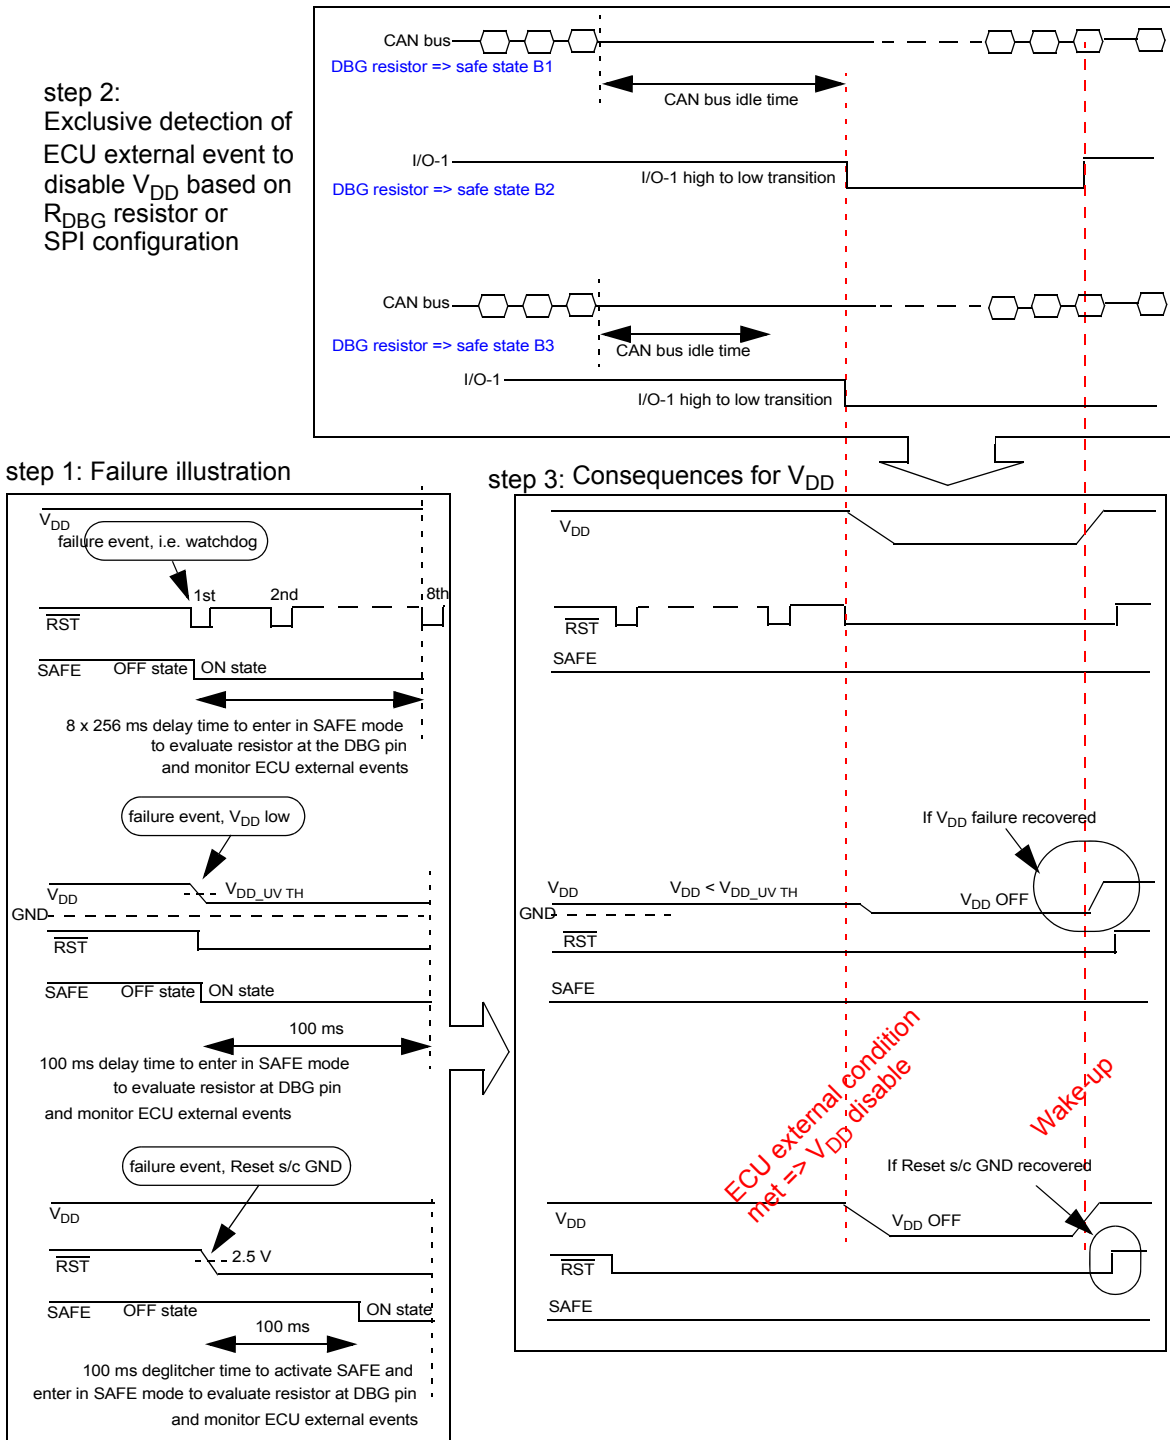 step 2:
Exclusive detection of
ECU external event to
disable VDD based on
RDBG resistor or
SPI configuration
CAN bus
DBG resistor => safe state B1
CAN bus idle time
I/O-1
I/O-1 high to low transition
DBG resistor => safe state B2
CAN bus
DBG resistor => safe state B3
CAN bus idle time
I/O-1
I/O-1 high to low transition
step 1: Failure illustration
VDD
failure event, i.e. watchdog
1st
2nd
8th
RST
SAFE
OFF state
ON state
8 x 256 ms delay time to enter in SAFE mode
to evaluate resistor at the DBG pin
and monitor ECU external events
failure event, VDD low
VDD
VDD_UV TH
GND
RST
SAFE
OFF state
ON state
100 ms
100 ms delay time to enter in SAFE mode
to evaluate resistor at DBG pin
and monitor ECU external events
failure event, Reset s/c GND
VDD
RST
2.5 V
SAFE
OFF state
ON state
100 ms
100 ms deglitcher time to activate SAFE and
enter in SAFE mode to evaluate resistor at DBG pin
and monitor ECU external events
step 3: Consequences for VDD
VDD
RST
SAFE
If VDD failure recovered
VDD
VDD < VDD_UV TH
VDD OFF
GND
RST
SAFE
ECU external condition
met => VDD disable
Wake-up
If Reset s/c GND recovered
VDD
VDD OFF
RST
SAFE